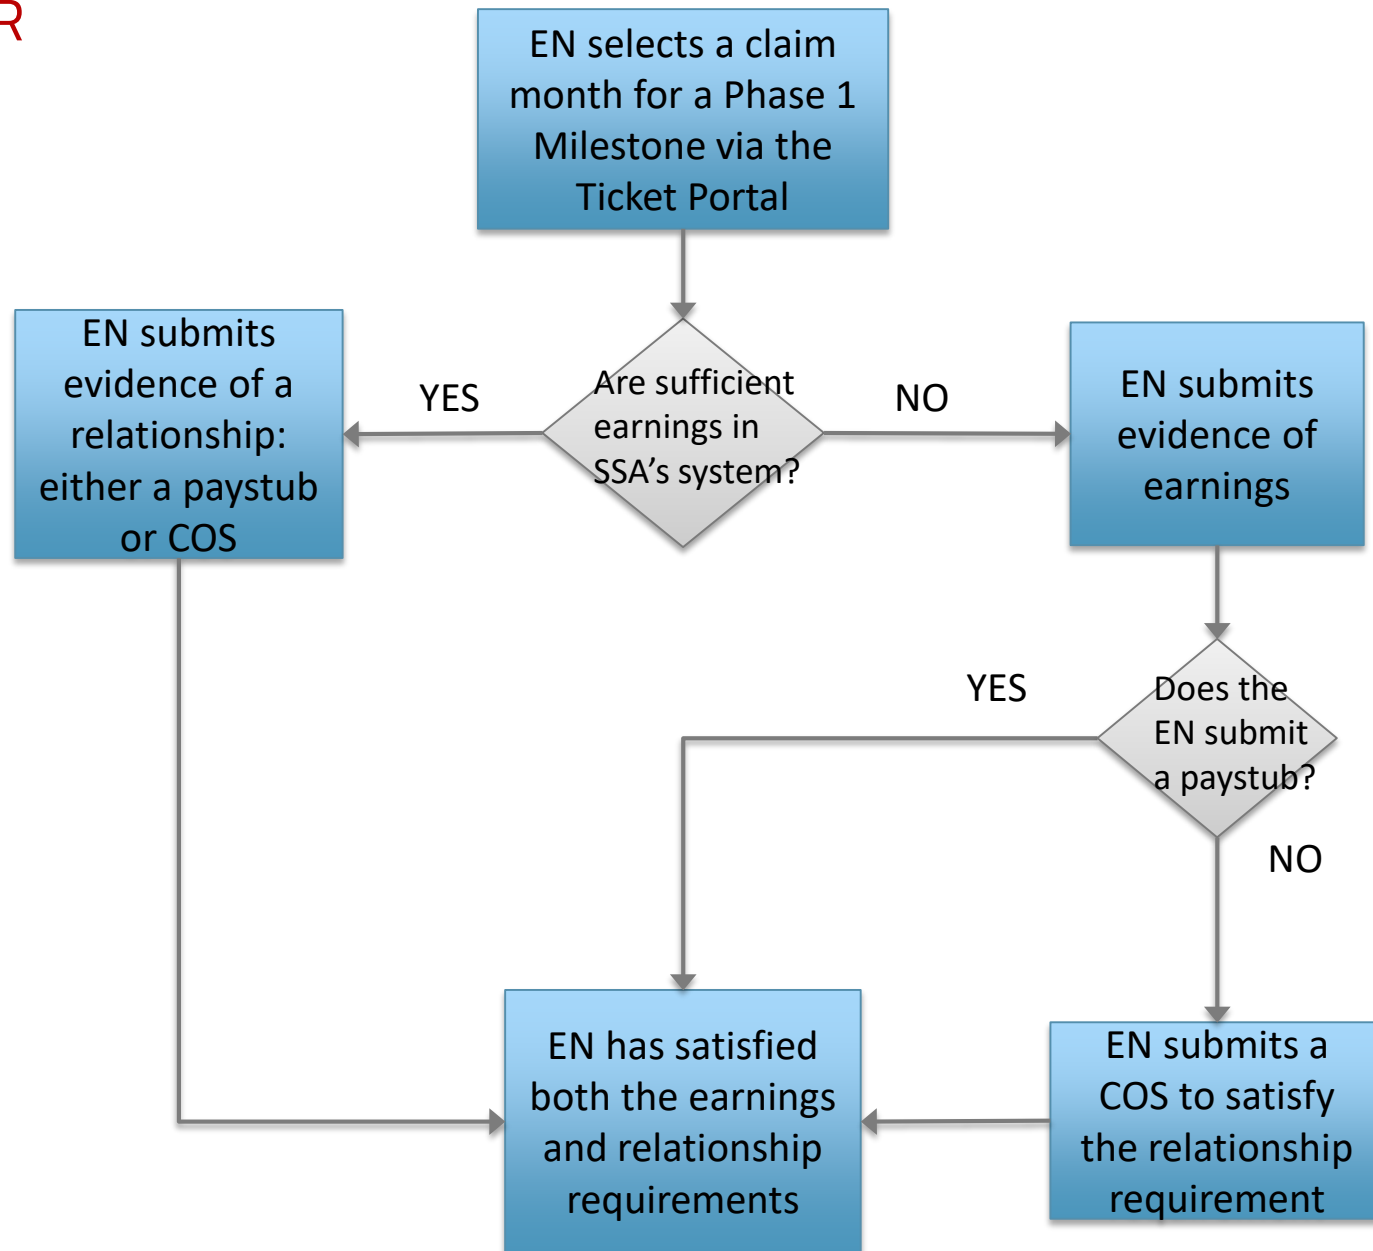 R
EN selects a claim
month for a Phase 1
Milestone via the
Ticket Portal
EN submits
evidence of a
relationship:
either a paystub
or COS
YES
Are sufficient
earnings in
SSA's system?
NO
EN submits
evidence of
earnings
YES
Does the
EN submit
a paystub?
NO
EN has satisfied
both the earnings
and relationship
requirements
EN submits a
COS to satisfy
the relationship
requirement